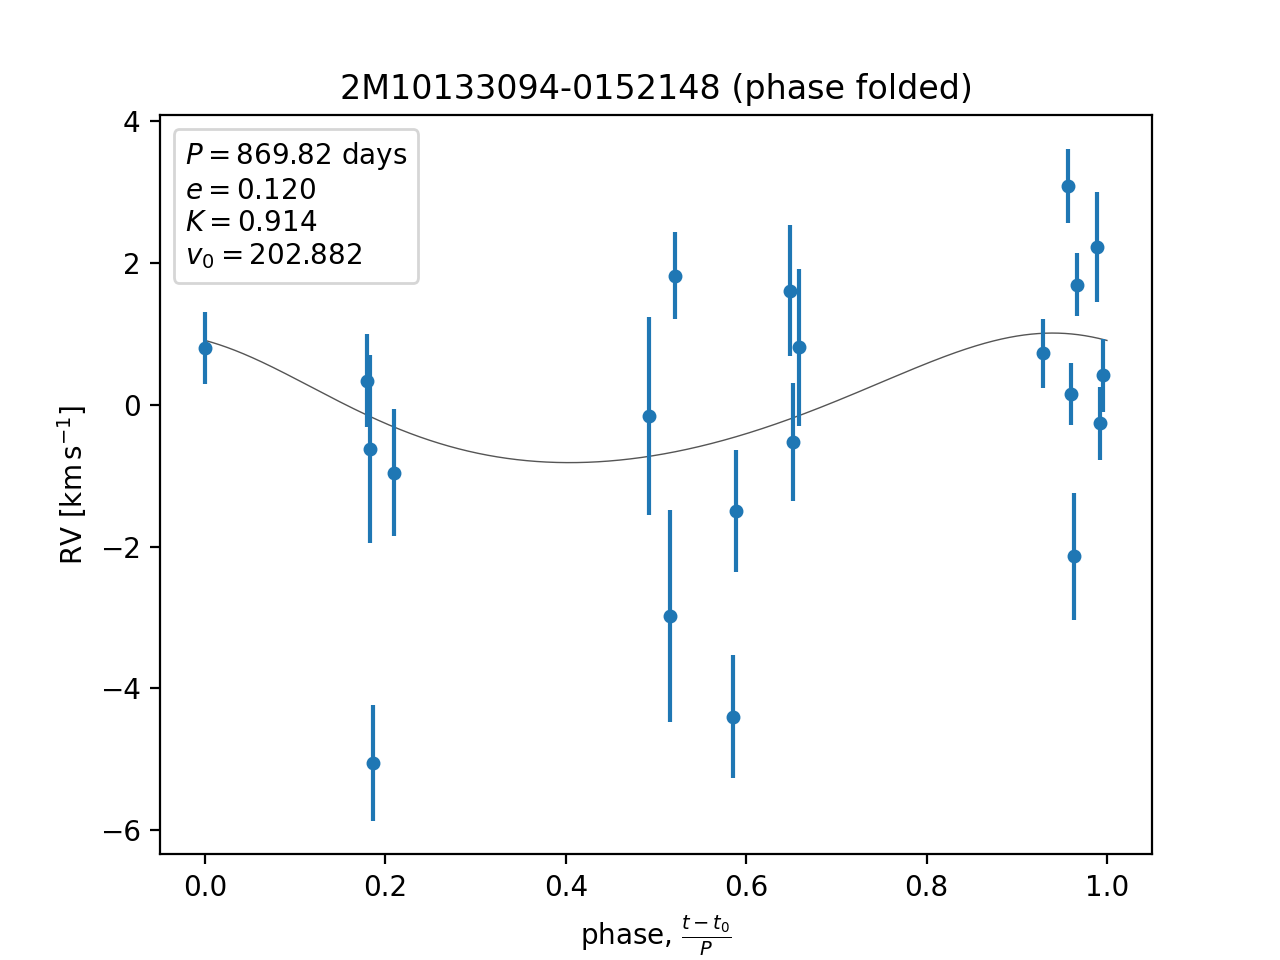 2M10133094-0152148 (phase folded)
P = 869.82 days
e = 0.120
K = 0.914
v₀ = 202.882
4
2
0
−2
−4
−6
RV [km s⁻¹]
0.0 0.2 0.4 0.6 0.8 1.0
phase, (t − t₀)/P